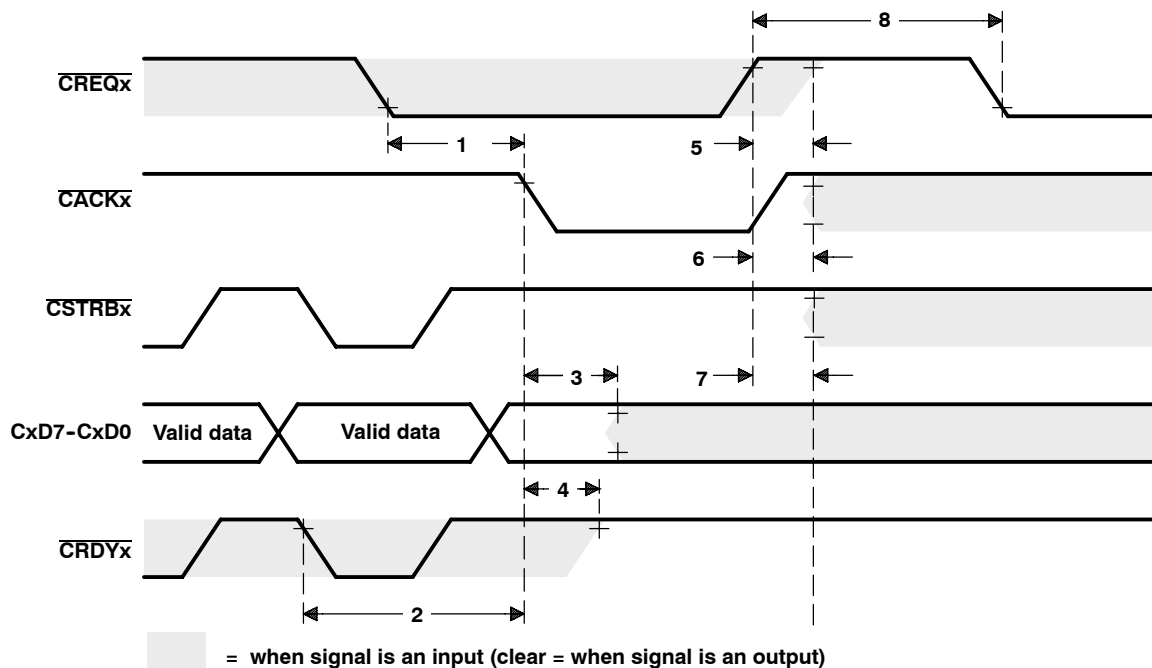 8
CREQx
1
5
CACKx
6
CSTRBx
3
7
CxD7-CxD0
Valid data
Valid data
4
CRDYx
2
= when signal is an input (clear = when signal is an output)